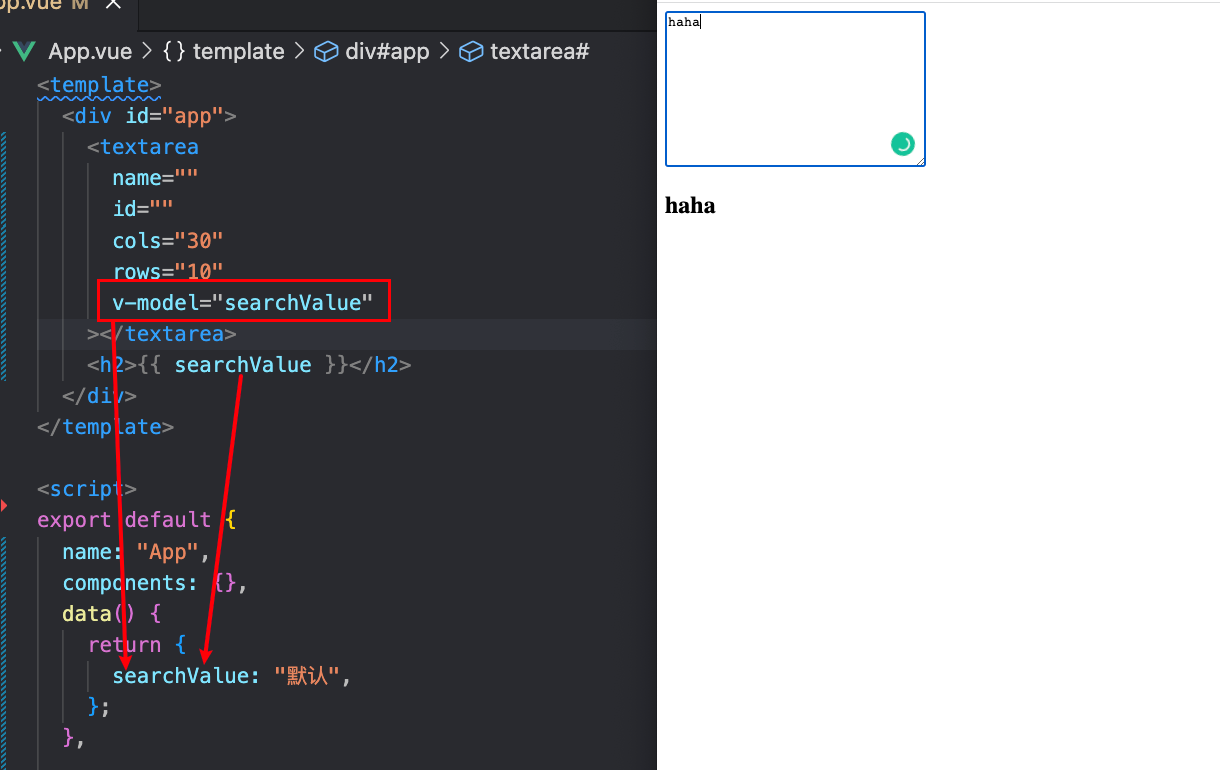 App.vue M
App.vue > {} template > div#app > textarea#
<template>
<div id="app">
<textarea
name=""
id=""
cols="30"
rows="10"
v-model="searchValue"
></textarea>
<h2>{{ searchValue }}</h2>
</div>
</template>
<script>
export default {
name: "App",
components: {},
data() {
return {
searchValue: "默认",
};
},
haha
haha